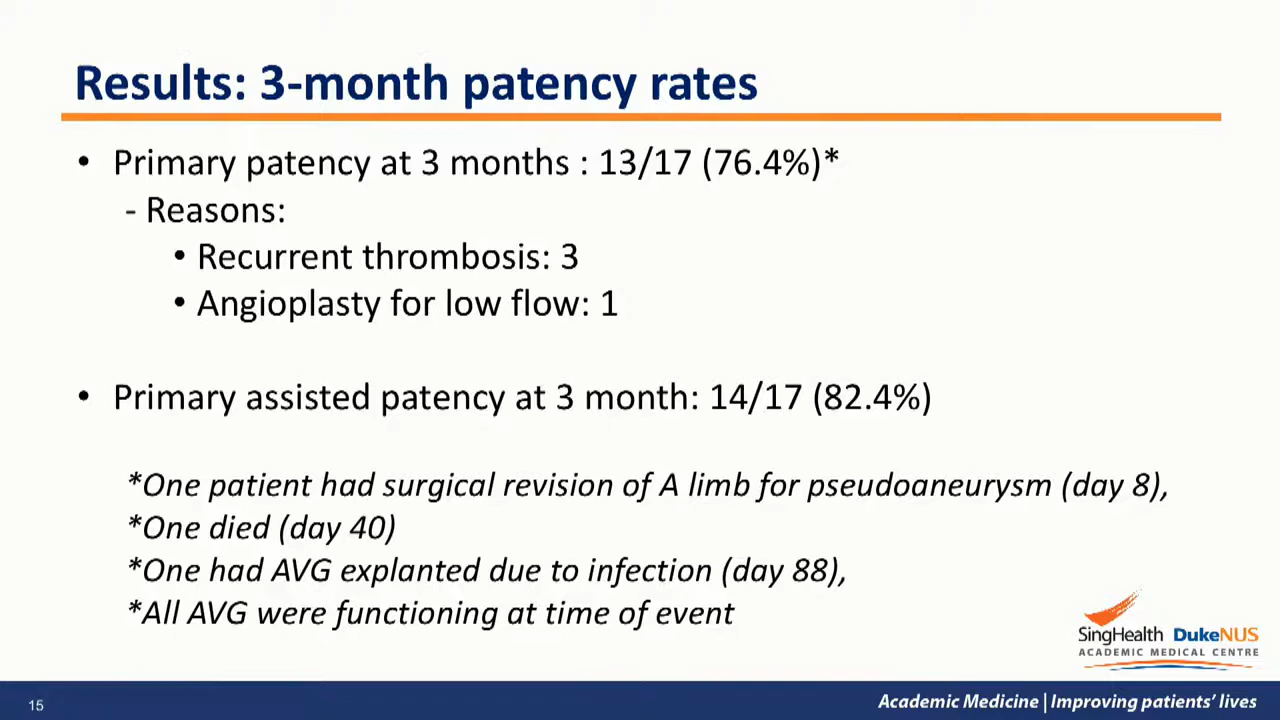 Results: 3-month patency rates
• Primary patency at 3 months : 13/17 (76.4%)*
- Reasons:
• Recurrent thrombosis: 3
• Angioplasty for low flow: 1
• Primary assisted patency at 3 month: 14/17 (82.4%)
*One patient had surgical revision of A limb for pseudoaneurysm (day 8),
*One died (day 40)
*One had AVG explanted due to infection (day 88),
*All AVG were functioning at time of event
SingHealth DukeNUS
ACADEMIC MEDICAL CENTRE
15
Academic Medicine | Improving patients' lives